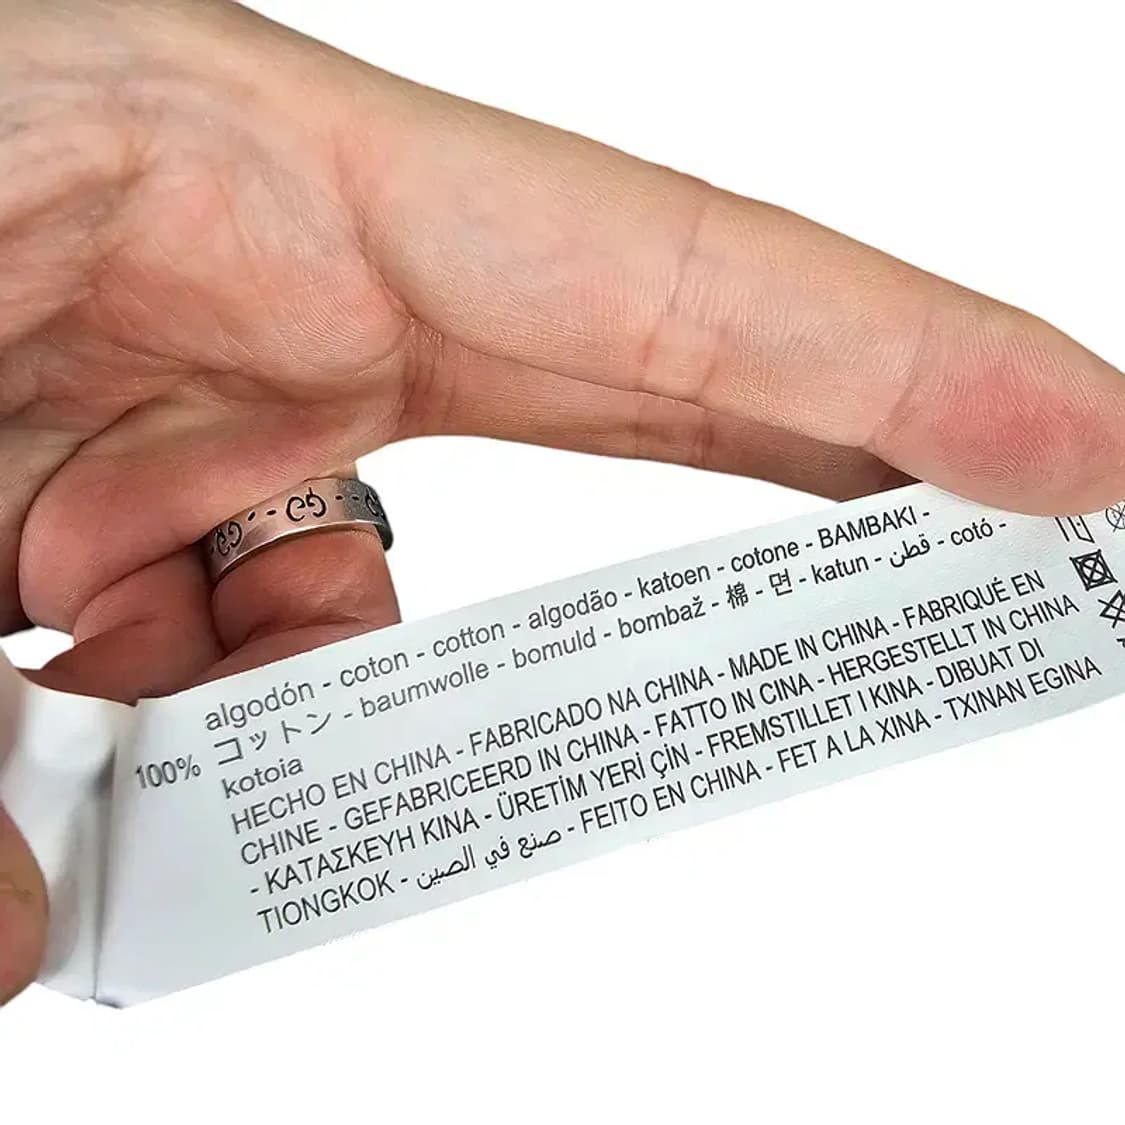 100%
algodón - coton - cotton - algodão - katoen - cotone - BAMBAKI -
コットン - baumwolle - bomuld - bombaž - 棉 - 면 - katun - قطن - cotó -
kotoia
HECHO EN CHINA - FABRICADO NA CHINA - MADE IN CHINA - FABRIQUÉ EN
CHINE - GEFABRICEERD IN CHINA - FATTO IN CINA - HERGESTELLT IN CHINA
- ΚΑΤΑΣΚΕΥΗ ΚΙΝΑ - ÜRETİM YERİ ÇİN - FREMSTILLET I KINA - DIBUAT DI
TIONGKOK - صنع في الصين - FEITO EN CHINA - FET A LA XINA - TXINAN EGINA